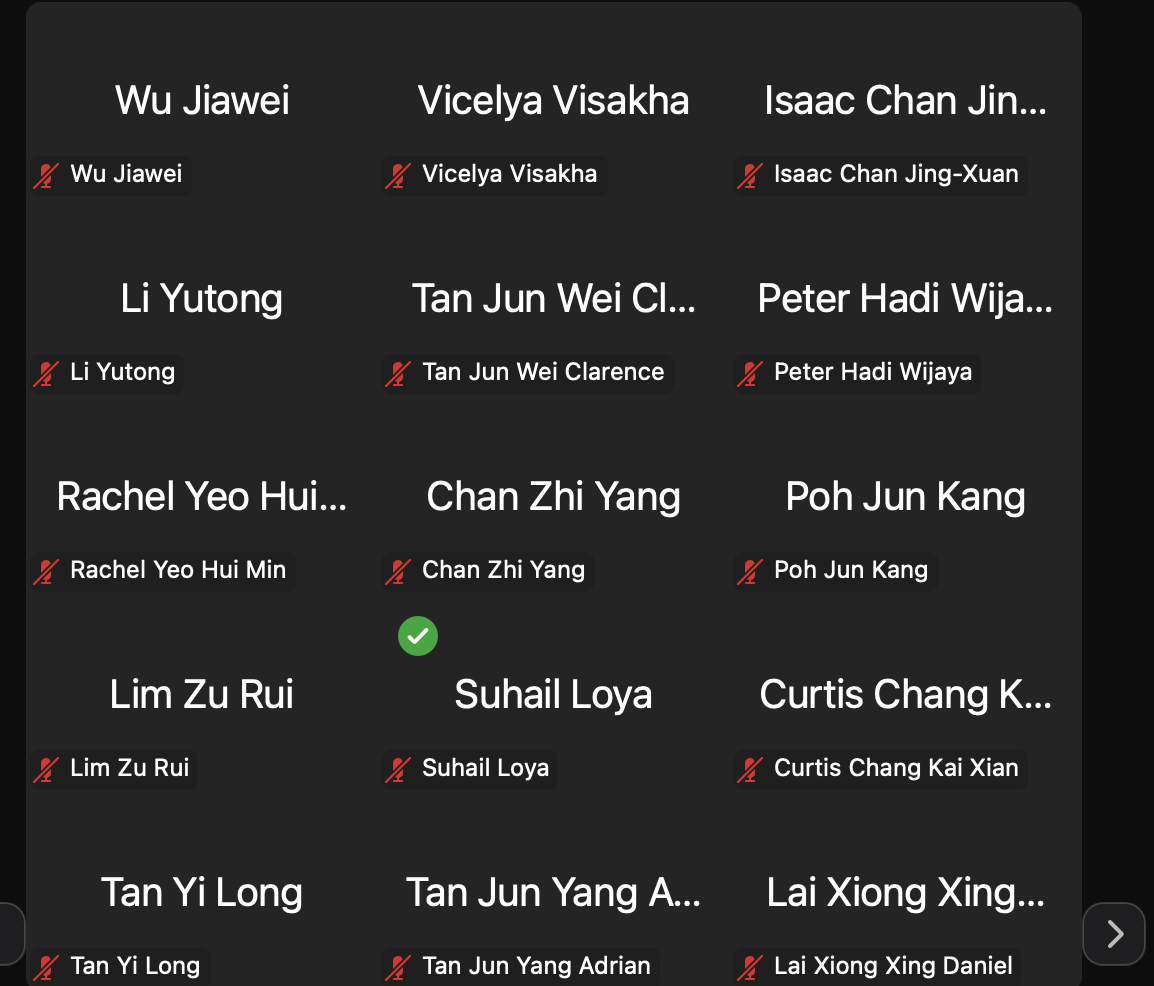 Wu Jiawei
Vicelya Visakha
Isaac Chan Jin...
Wu Jiawei
Vicelya Visakha
Isaac Chan Jing-Xuan
Li Yutong
Tan Jun Wei Cl...
Peter Hadi Wija...
Li Yutong
Tan Jun Wei Clarence
Peter Hadi Wijaya
Rachel Yeo Hui...
Chan Zhi Yang
Poh Jun Kang
Rachel Yeo Hui Min
Chan Zhi Yang
Poh Jun Kang
Lim Zu Rui
Suhail Loya
Curtis Chang K...
Lim Zu Rui
Suhail Loya
Curtis Chang Kai Xian
Tan Yi Long
Tan Jun Yang A...
Lai Xiong Xing...
Tan Yi Long
Tan Jun Yang Adrian
Lai Xiong Xing Daniel